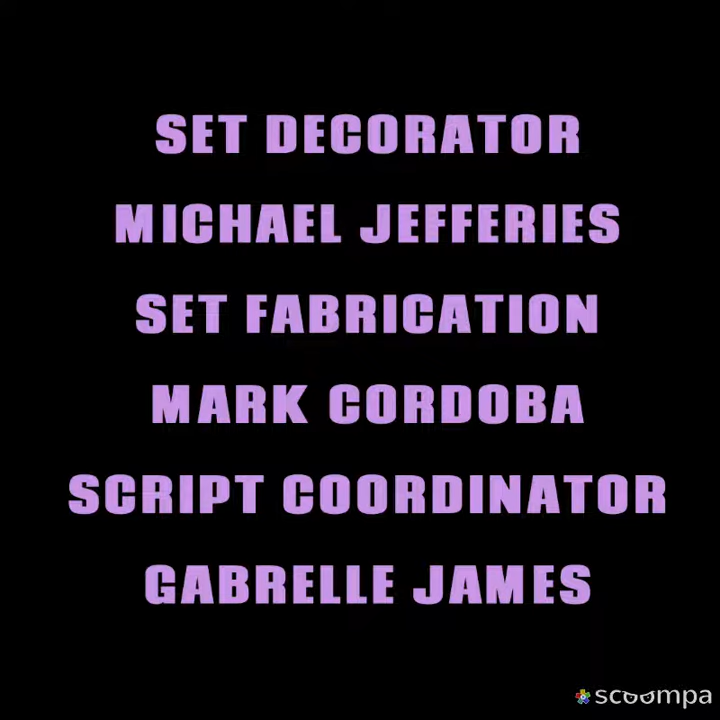 SET DECORATOR
MICHAEL JEFFERIES
SET FABRICATION
MARK CORDOBA
SCRIPT COORDINATOR
GABRELLE JAMES
scoompa